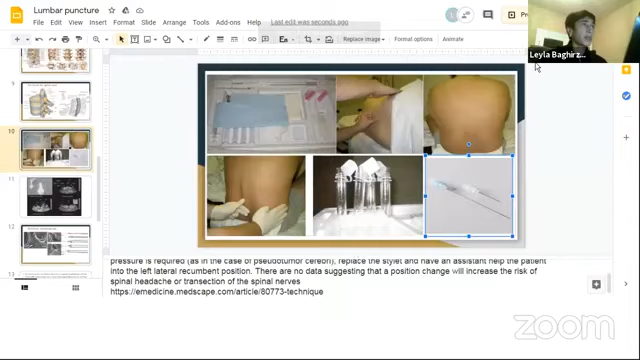 Lumbar puncture
File Edit View Insert Format Slide Arrange Tools Add-ons Help Last edit was seconds ago
Replace image Format options Animate
Leyla Baghirz...
9
10
11
12
13
pressure is required (as in the case of pseudotumor cerebri), replace the stylet and have an assistant help the patient
into the left lateral recumbent position. There are no data suggesting that a position change will increase the risk of
spinal headache or transection of the spinal nerves
https://emedicine.medscape.com/article/80773-technique
zoom